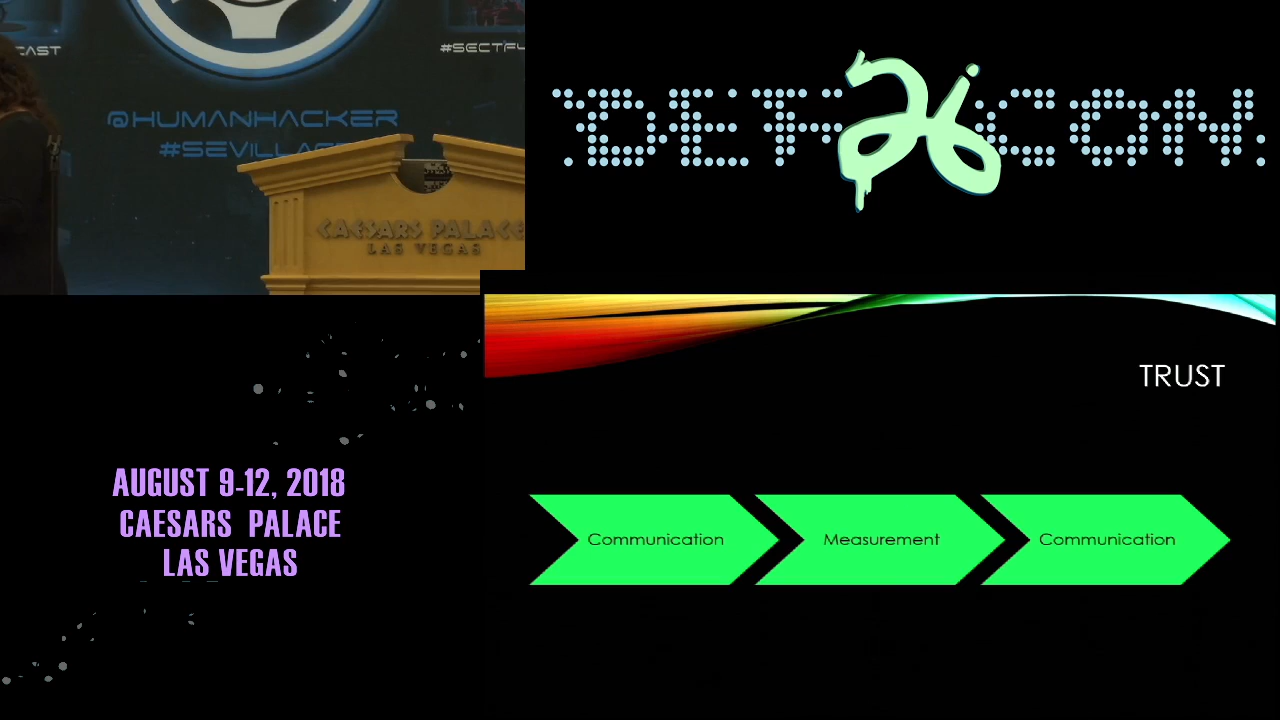 @HUMANHACKER
CAESARS PALACE
LAS VEGAS
DEF 26 CON
AUGUST 9-12, 2018
CAESARS PALACE
LAS VEGAS
TRUST
Communication
Measurement
Communication